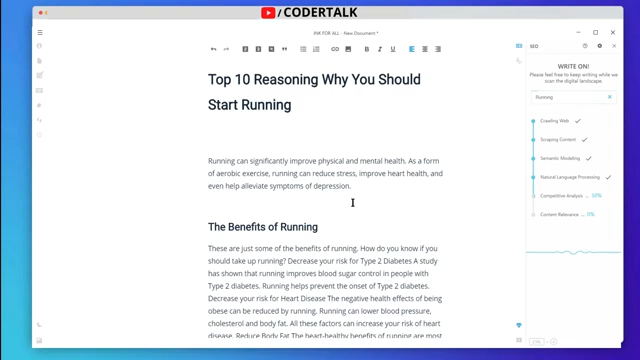 /CODERTALK
INK FOR ALL - New Document *
SEO
WRITE ON!
Please feel free to keep writing while we
scan the digital landscape.
Running
Crawling Web
Scraping Content
Semantic Modeling
Natural Language Processing
Competitive Analysis ... 50%
Content Relevance ... 0%
Top 10 Reasoning Why You Should
Start Running
Running can significantly improve physical and mental health. As a form
of aerobic exercise, running can reduce stress, improve heart health, and
even help alleviate symptoms of depression.
The Benefits of Running
These are just some of the benefits of running. How do you know if you
should take up running? Decrease your risk for Type 2 Diabetes A study
has shown that running improves blood sugar control in people with
Type 2 diabetes. Running helps prevent the onset of Type 2 diabetes.
Decrease your risk for Heart Disease The negative health effects of being
obese can be reduced by running. Running can lower blood pressure,
cholesterol and body fat. All these factors can increase your risk of heart
disease. Reduce Body Fat The heart-healthy benefits of running are most